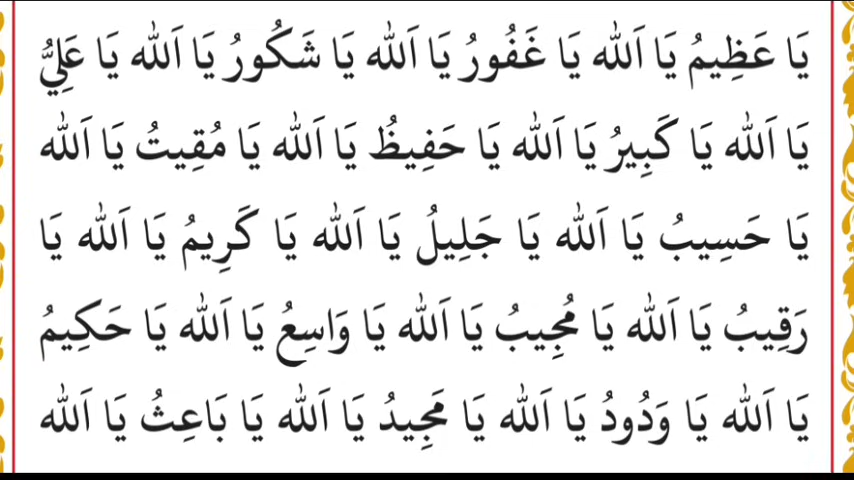 يَا عَظِيمُ يَا اَلله يَا غَفُورُ يَا اَلله يَا شَكُورُ يَا اَلله يَا عَلِيُّ
يَا اَلله يَا كَبِيرُ يَا اَلله يَا حَفِيظُ يَا اَلله يَا مُقِيتُ يَا اَلله
يَا حَسِيبُ يَا اَلله يَا جَلِيلُ يَا اَلله يَا كَرِيمُ يَا اَلله يَا
رَقِيبُ يَا اَلله يَا مُجِيبُ يَا اَلله يَا وَاسِعُ يَا اَلله يَا حَكِيمُ
يَا اَلله يَا وَدُودُ يَا اَلله يَا مَجِيدُ يَا اَلله يَا بَاعِثُ يَا اَلله